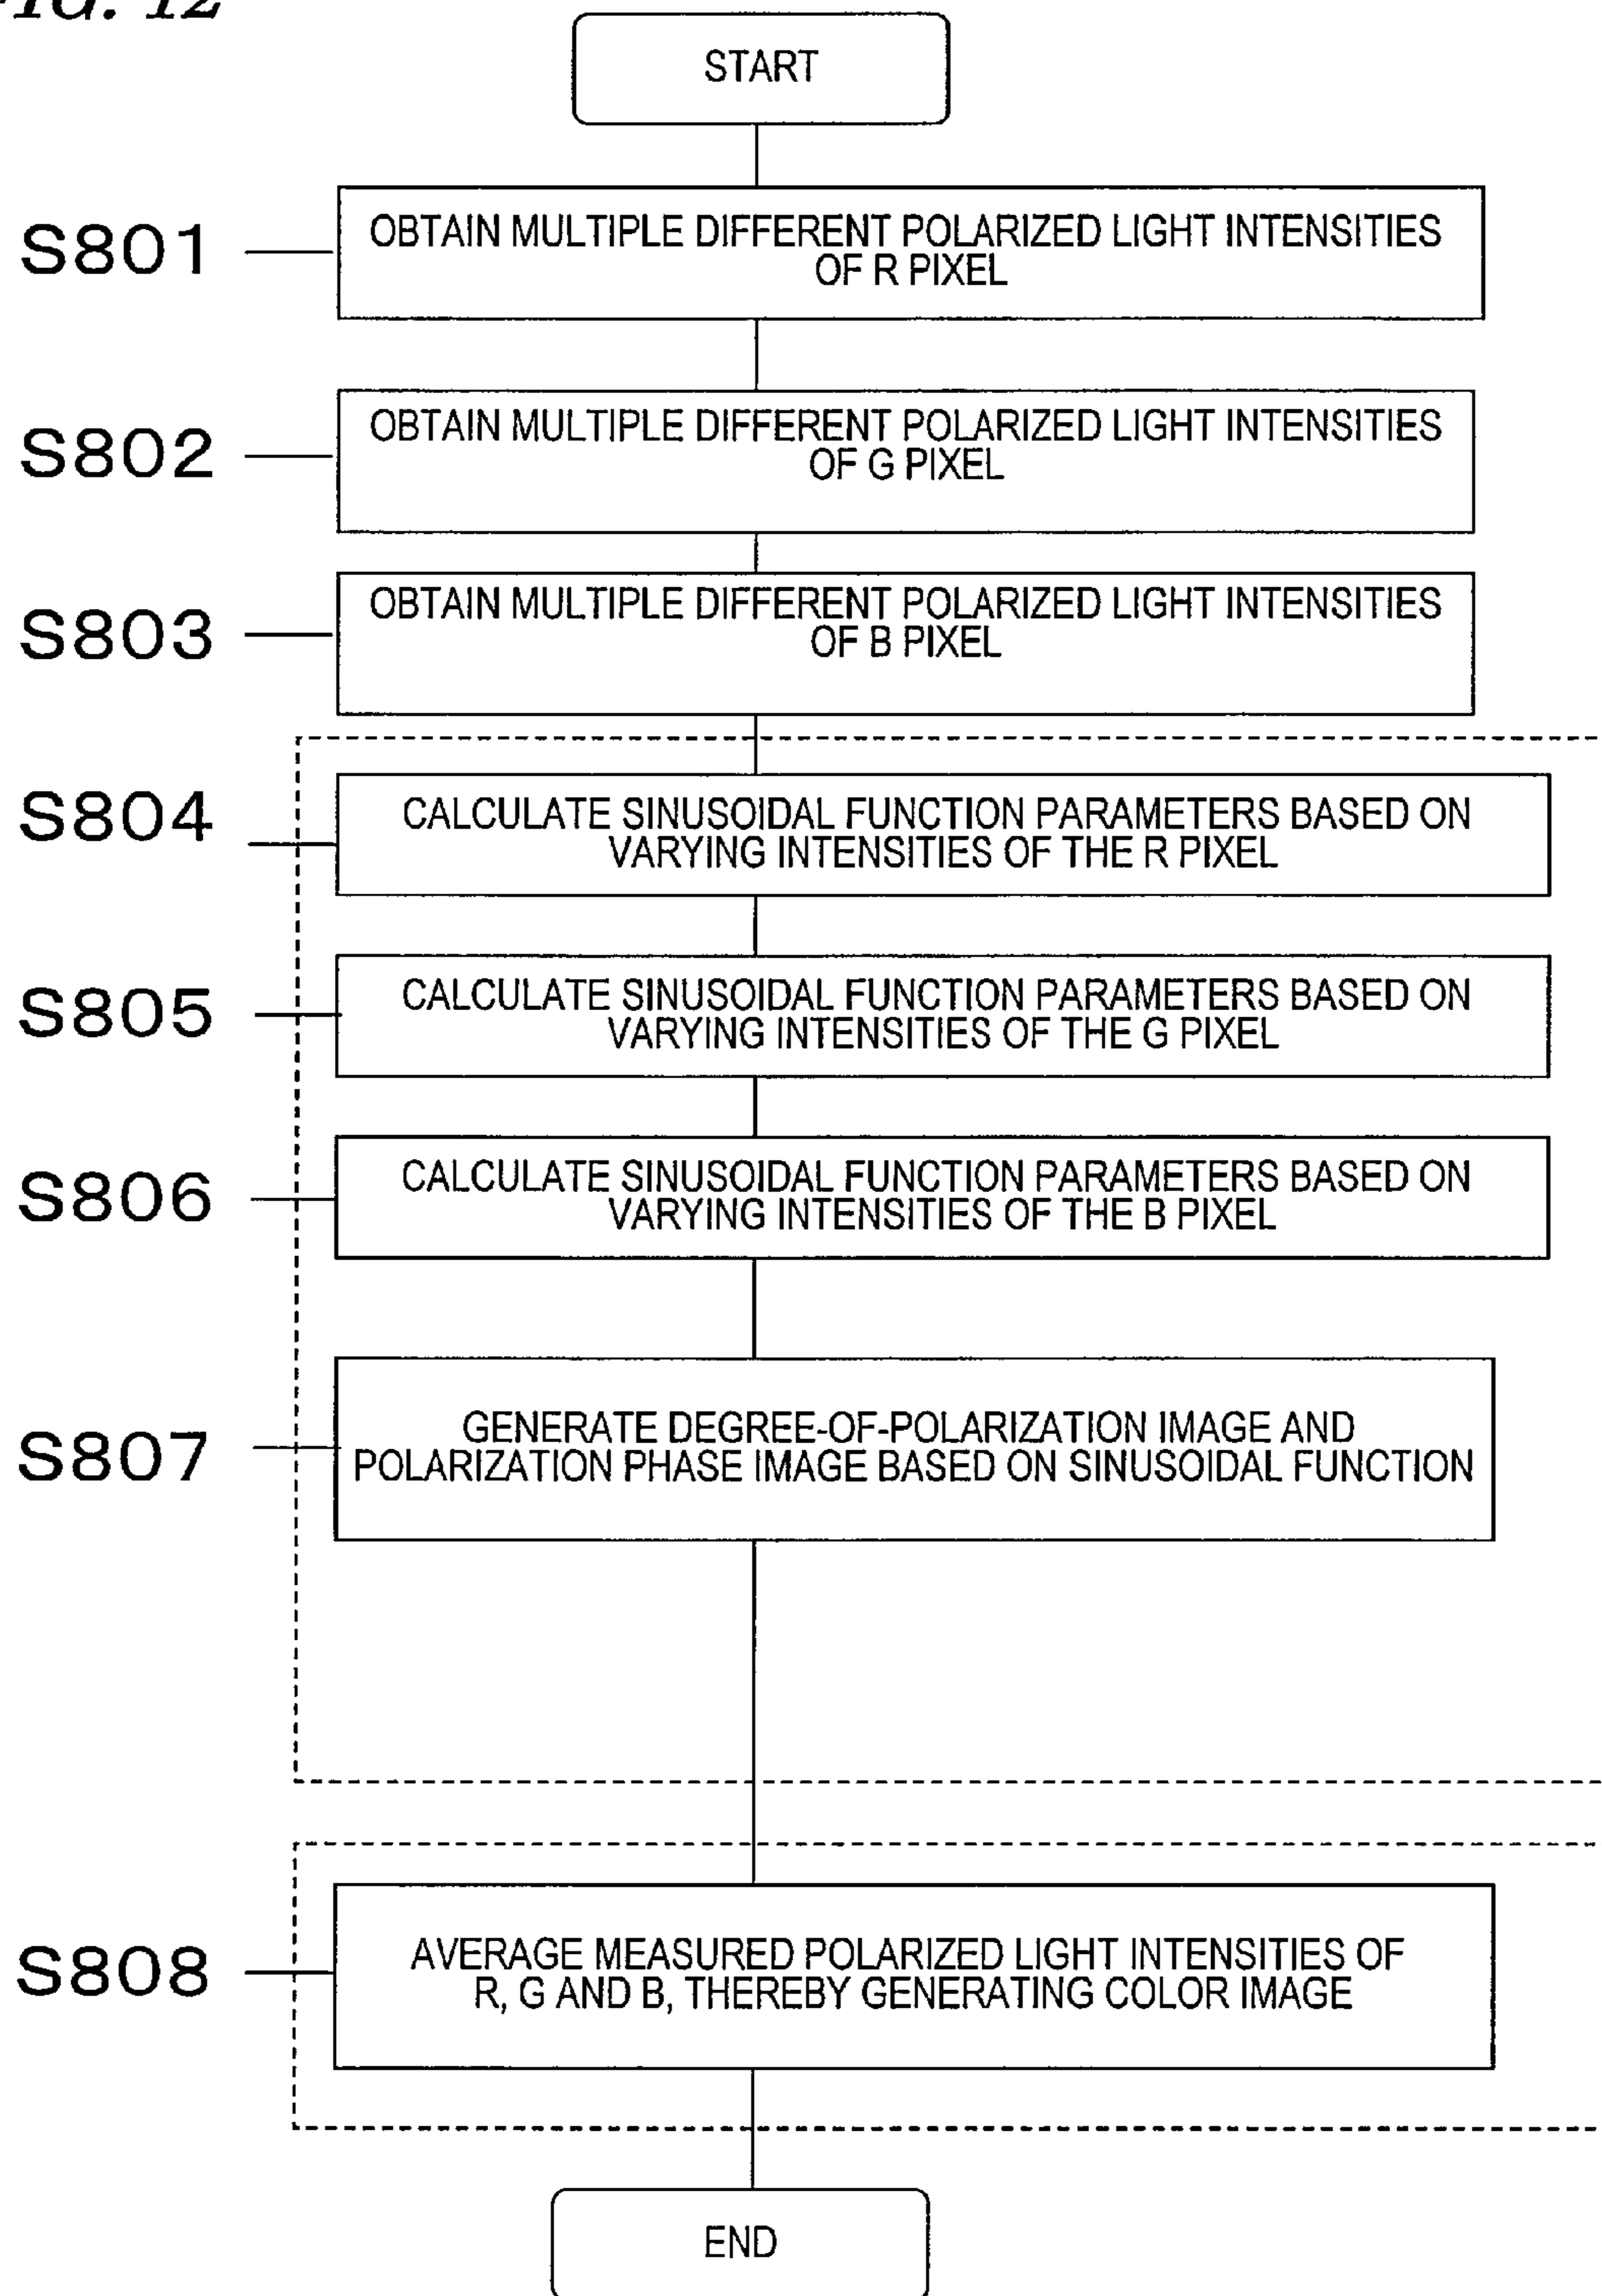 FIG. 12
START
S801
OBTAIN MULTIPLE DIFFERENT POLARIZED LIGHT INTENSITIES
OF R PIXEL
S802
OBTAIN MULTIPLE DIFFERENT POLARIZED LIGHT INTENSITIES
OF G PIXEL
S803
OBTAIN MULTIPLE DIFFERENT POLARIZED LIGHT INTENSITIES
OF B PIXEL
S804
CALCULATE SINUSOIDAL FUNCTION PARAMETERS BASED ON
VARYING INTENSITIES OF THE R PIXEL
S805
CALCULATE SINUSOIDAL FUNCTION PARAMETERS BASED ON
VARYING INTENSITIES OF THE G PIXEL
S806
CALCULATE SINUSOIDAL FUNCTION PARAMETERS BASED ON
VARYING INTENSITIES OF THE B PIXEL
S807
GENERATE DEGREE-OF-POLARIZATION IMAGE AND
POLARIZATION PHASE IMAGE BASED ON SINUSOIDAL FUNCTION
S808
AVERAGE MEASURED POLARIZED LIGHT INTENSITIES OF
R, G AND B, THEREBY GENERATING COLOR IMAGE
END